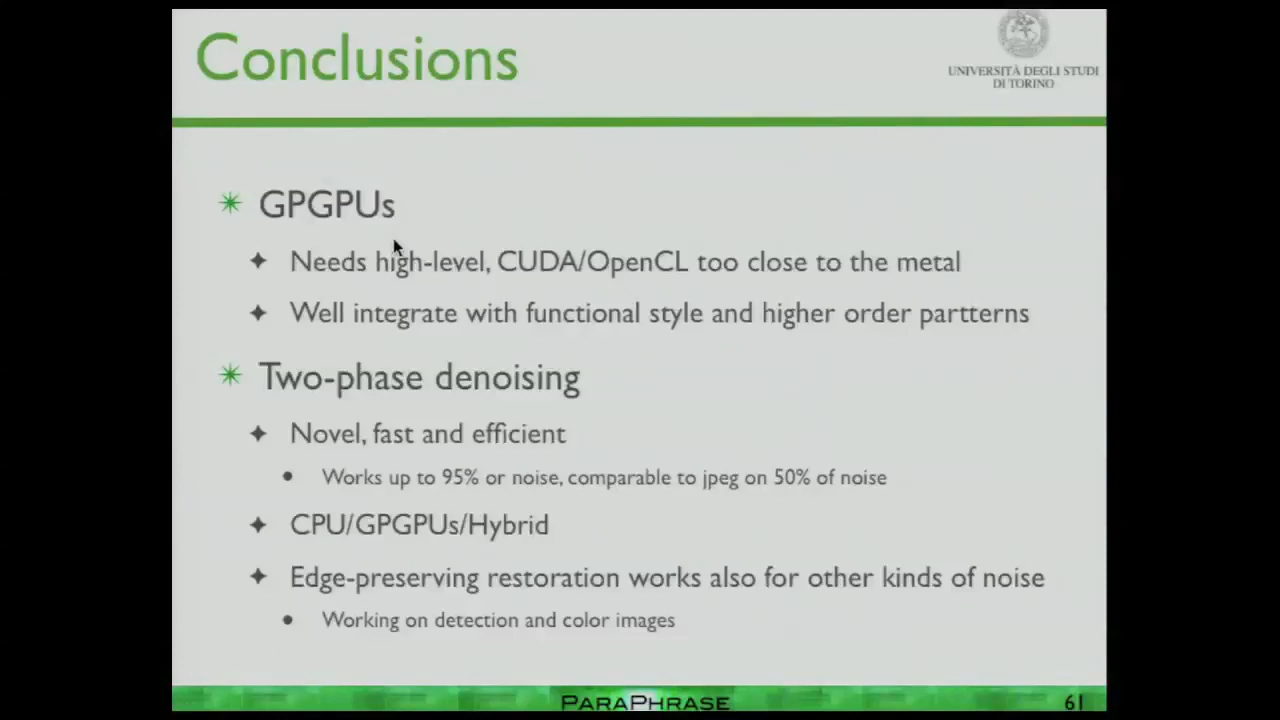 Conclusions
UNIVERSITÀ DEGLI STUDI
DI TORINO
GPGPUs
Needs high-level, CUDA/OpenCL too close to the metal
Well integrate with functional style and higher order partterns
Two-phase denoising
Novel, fast and efficient
Works up to 95% or noise, comparable to jpeg on 50% of noise
CPU/GPGPUs/Hybrid
Edge-preserving restoration works also for other kinds of noise
Working on detection and color images
PARAPHRASE
61